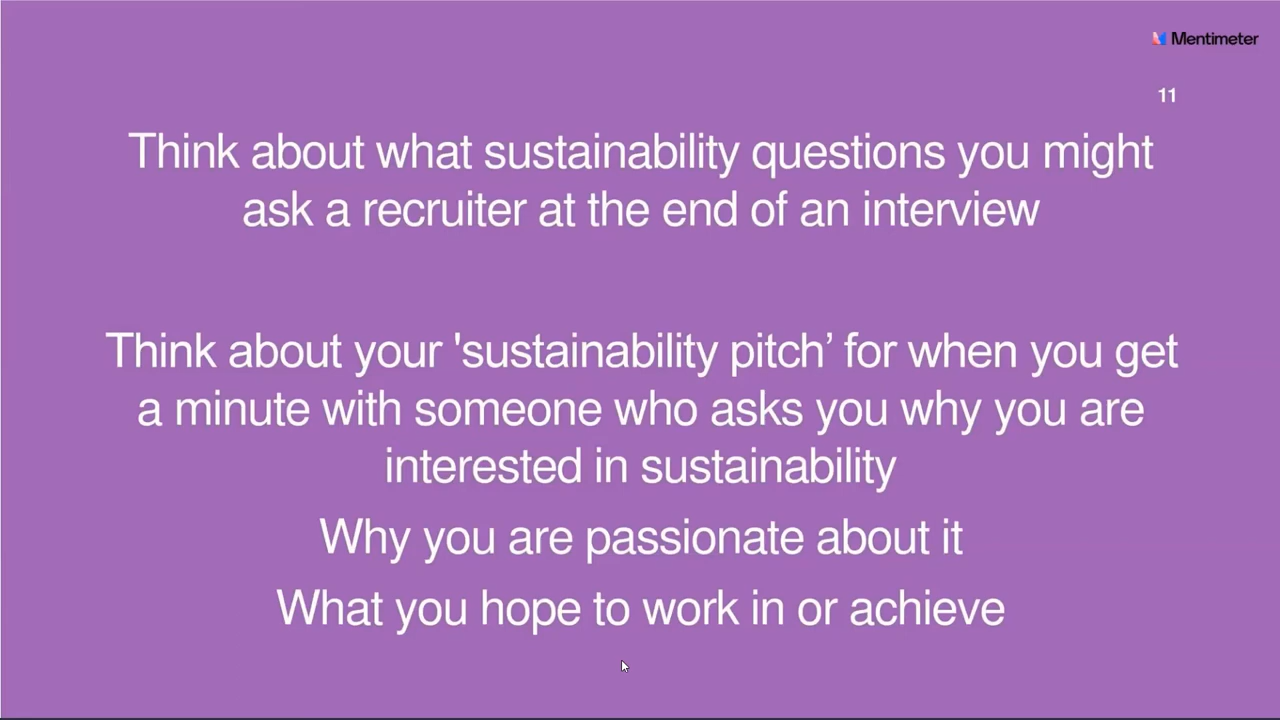 Mentimeter
11
Think about what sustainability questions you might
ask a recruiter at the end of an interview
Think about your 'sustainability pitch’ for when you get
a minute with someone who asks you why you are
interested in sustainability
Why you are passionate about it
What you hope to work in or achieve